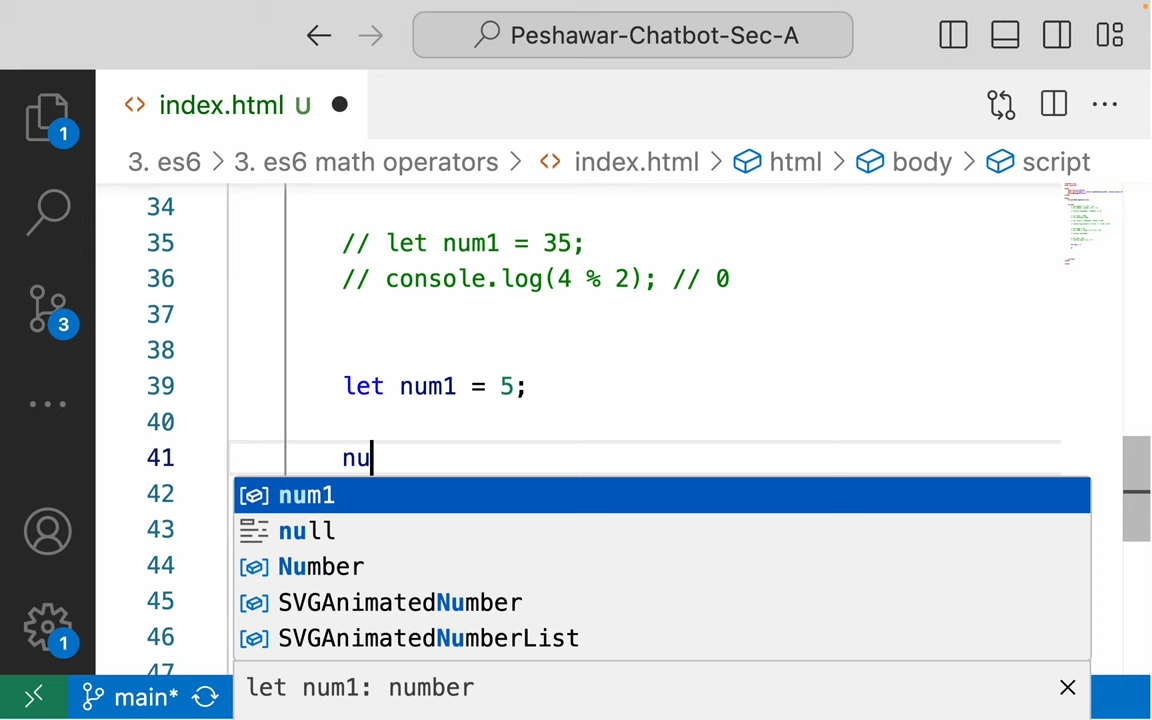 Peshawar-Chatbot-Sec-A
index.html U
3. es6 > 3. es6 math operators > index.html > html > body > script
34
35 // let num1 = 35;
36 // console.log(4 % 2); // 0
37
38
39 let num1 = 5;
40
41 nu
42 num1
43 null
44 Number
45 SVGAnimatedNumber
46 SVGAnimatedNumberList
47
let num1: number
1
3
1
main*